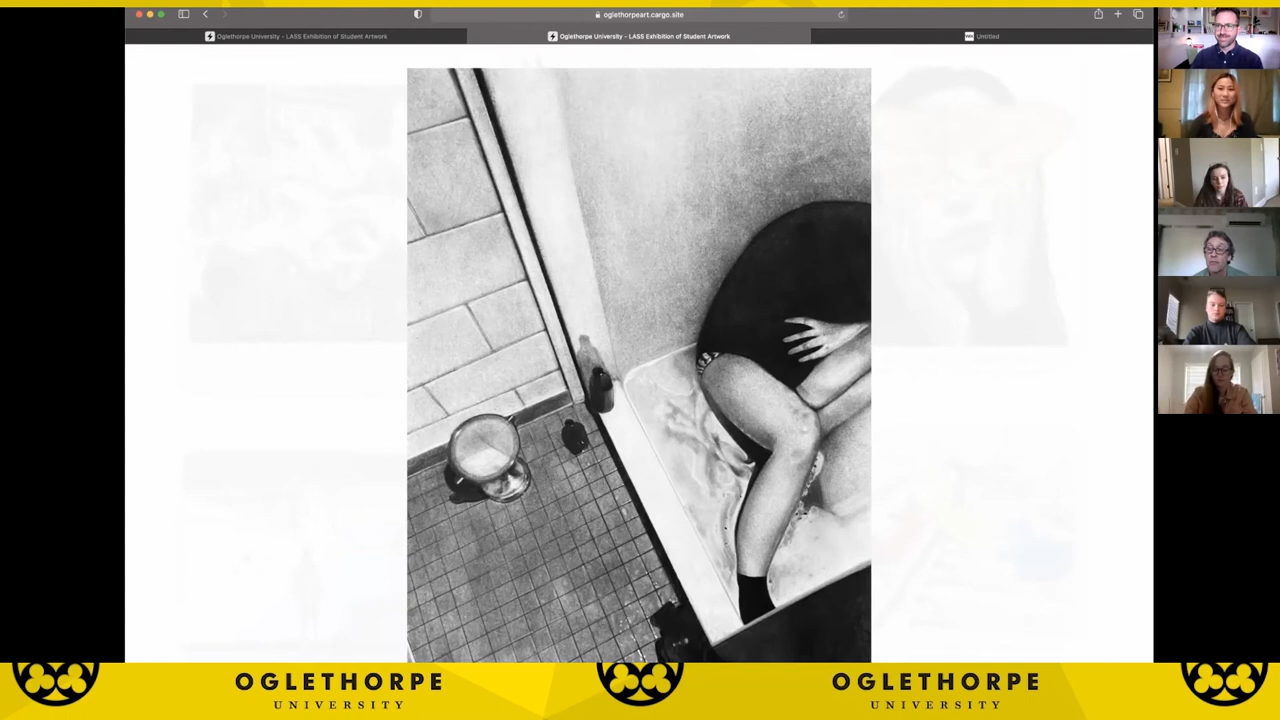 oglethorpeart.cargo.site
Oglethorpe University - LASS Exhibition of Student Artwork
Oglethorpe University - LASS Exhibition of Student Artwork
Untitled
OGLETHORPE
UNIVERSITY
OGLETHORPE
UNIVERSITY